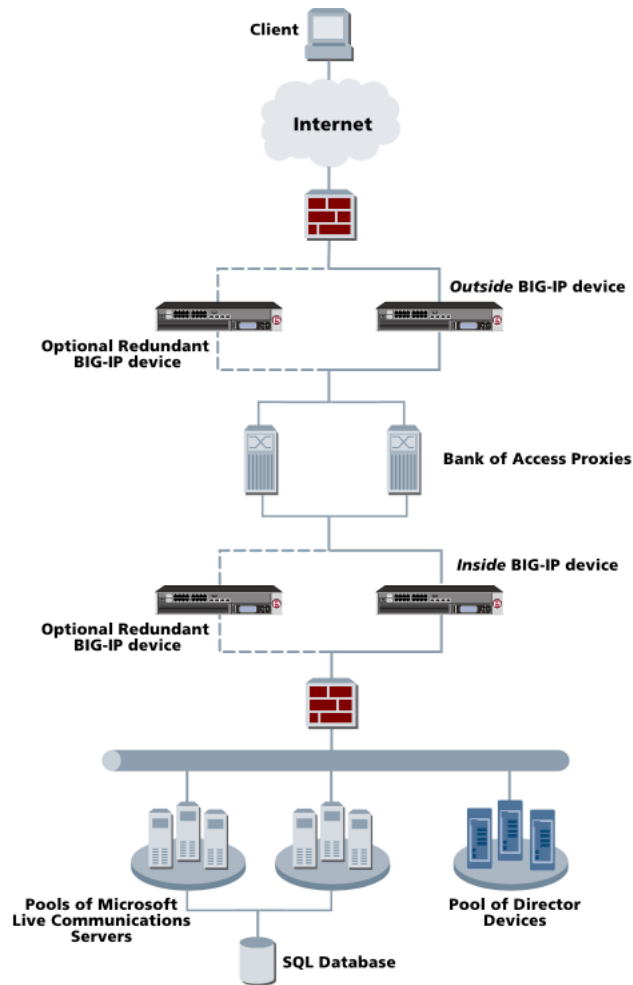 Client
Internet
Outside BIG-IP device
Optional Redundant
BIG-IP device
Bank of Access Proxies
Inside BIG-IP device
Optional Redundant
BIG-IP device
Pools of Microsoft
Live Communications
Servers
Pool of Director
Devices
SQL Database